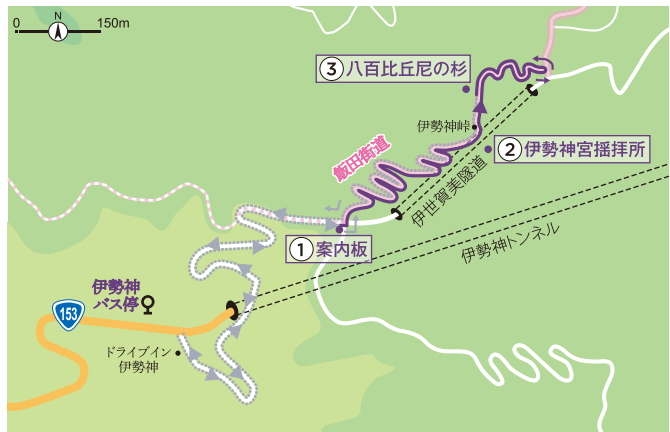 N
0 150m
③ 八百比丘尼の杉
伊勢神峠
② 伊勢神宮揺拝所
飯田街道
伊世賀美隧道
伊勢神トンネル
① 案内板
伊勢神
バス停
153
ドライブイン
伊勢神